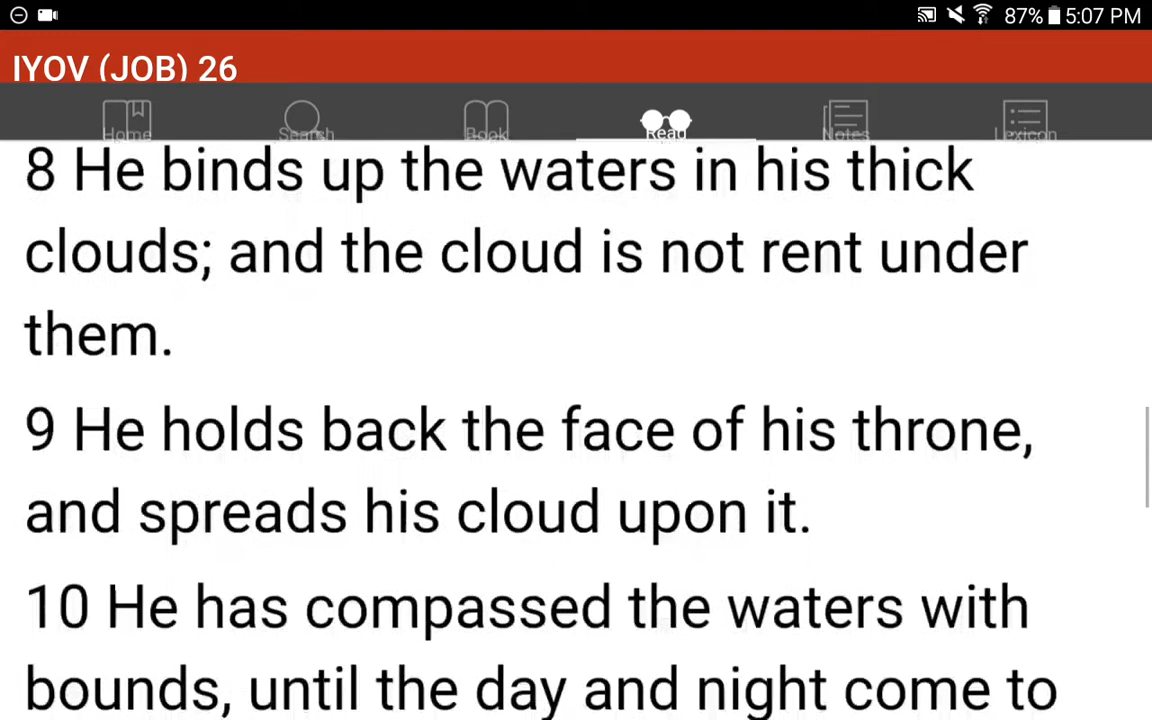 87% 5:07 PM
IYOV (JOB) 26
Home Search Book Read Notes Lexicon
8 He binds up the waters in his thick
clouds; and the cloud is not rent under
them.
9 He holds back the face of his throne,
and spreads his cloud upon it.
10 He has compassed the waters with
bounds, until the day and night come to